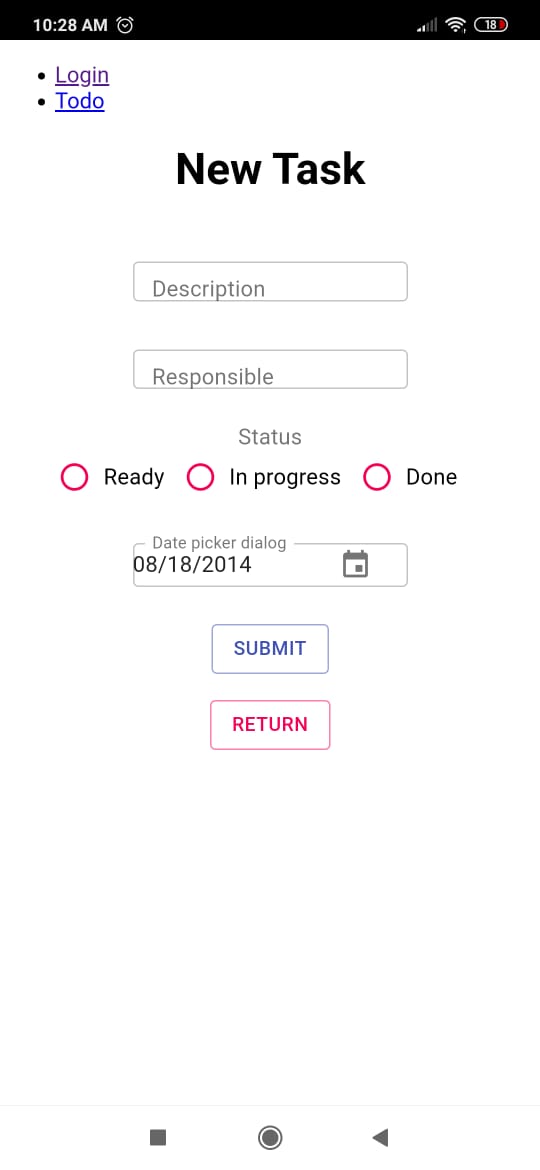 10:28 AM 18
Login
Todo
New Task
Description
Responsible
Status
Ready In progress Done
Date picker dialog
08/18/2014
SUBMIT
RETURN